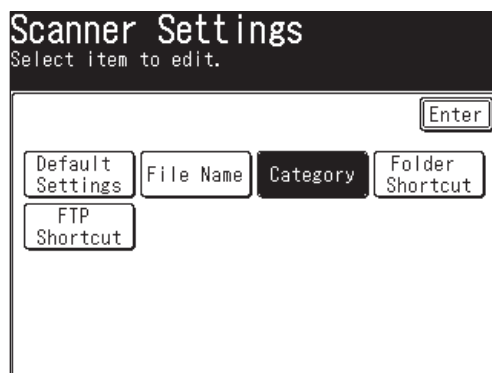 Scanner Settings
Select item to edit.
Enter
Default
Settings
File Name
Category
Folder
Shortcut
FTP
Shortcut